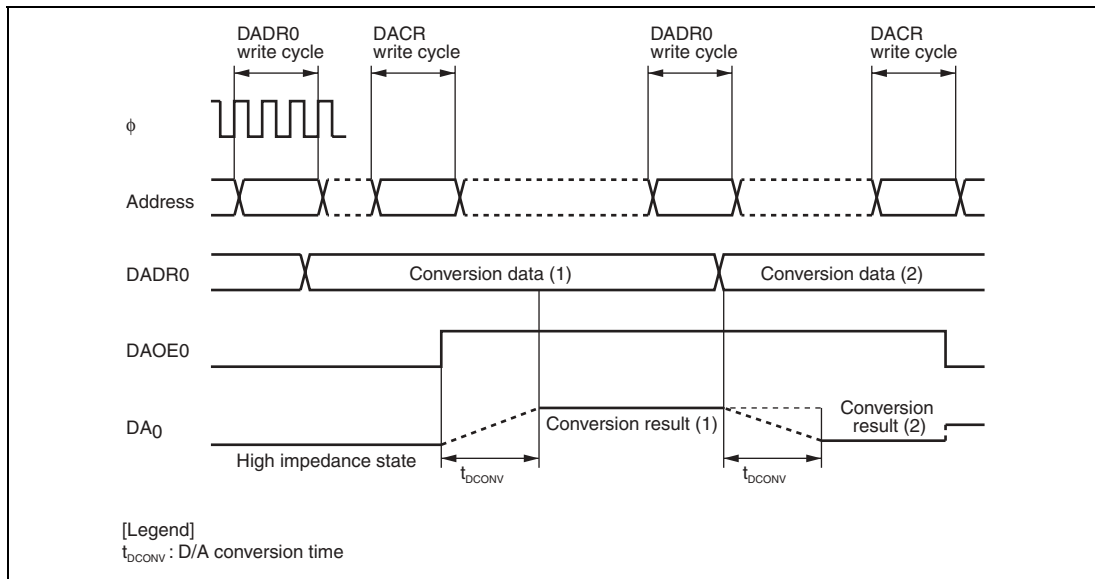 DADR0
write cycle
DACR
write cycle
DADR0
write cycle
DACR
write cycle
ϕ
Address
DADR0
Conversion data (1)
Conversion data (2)
DAOE0
DA0
Conversion result (1)
Conversion
result (2)
High impedance state
tDCONV
tDCONV
[Legend]
tDCONV : D/A conversion time